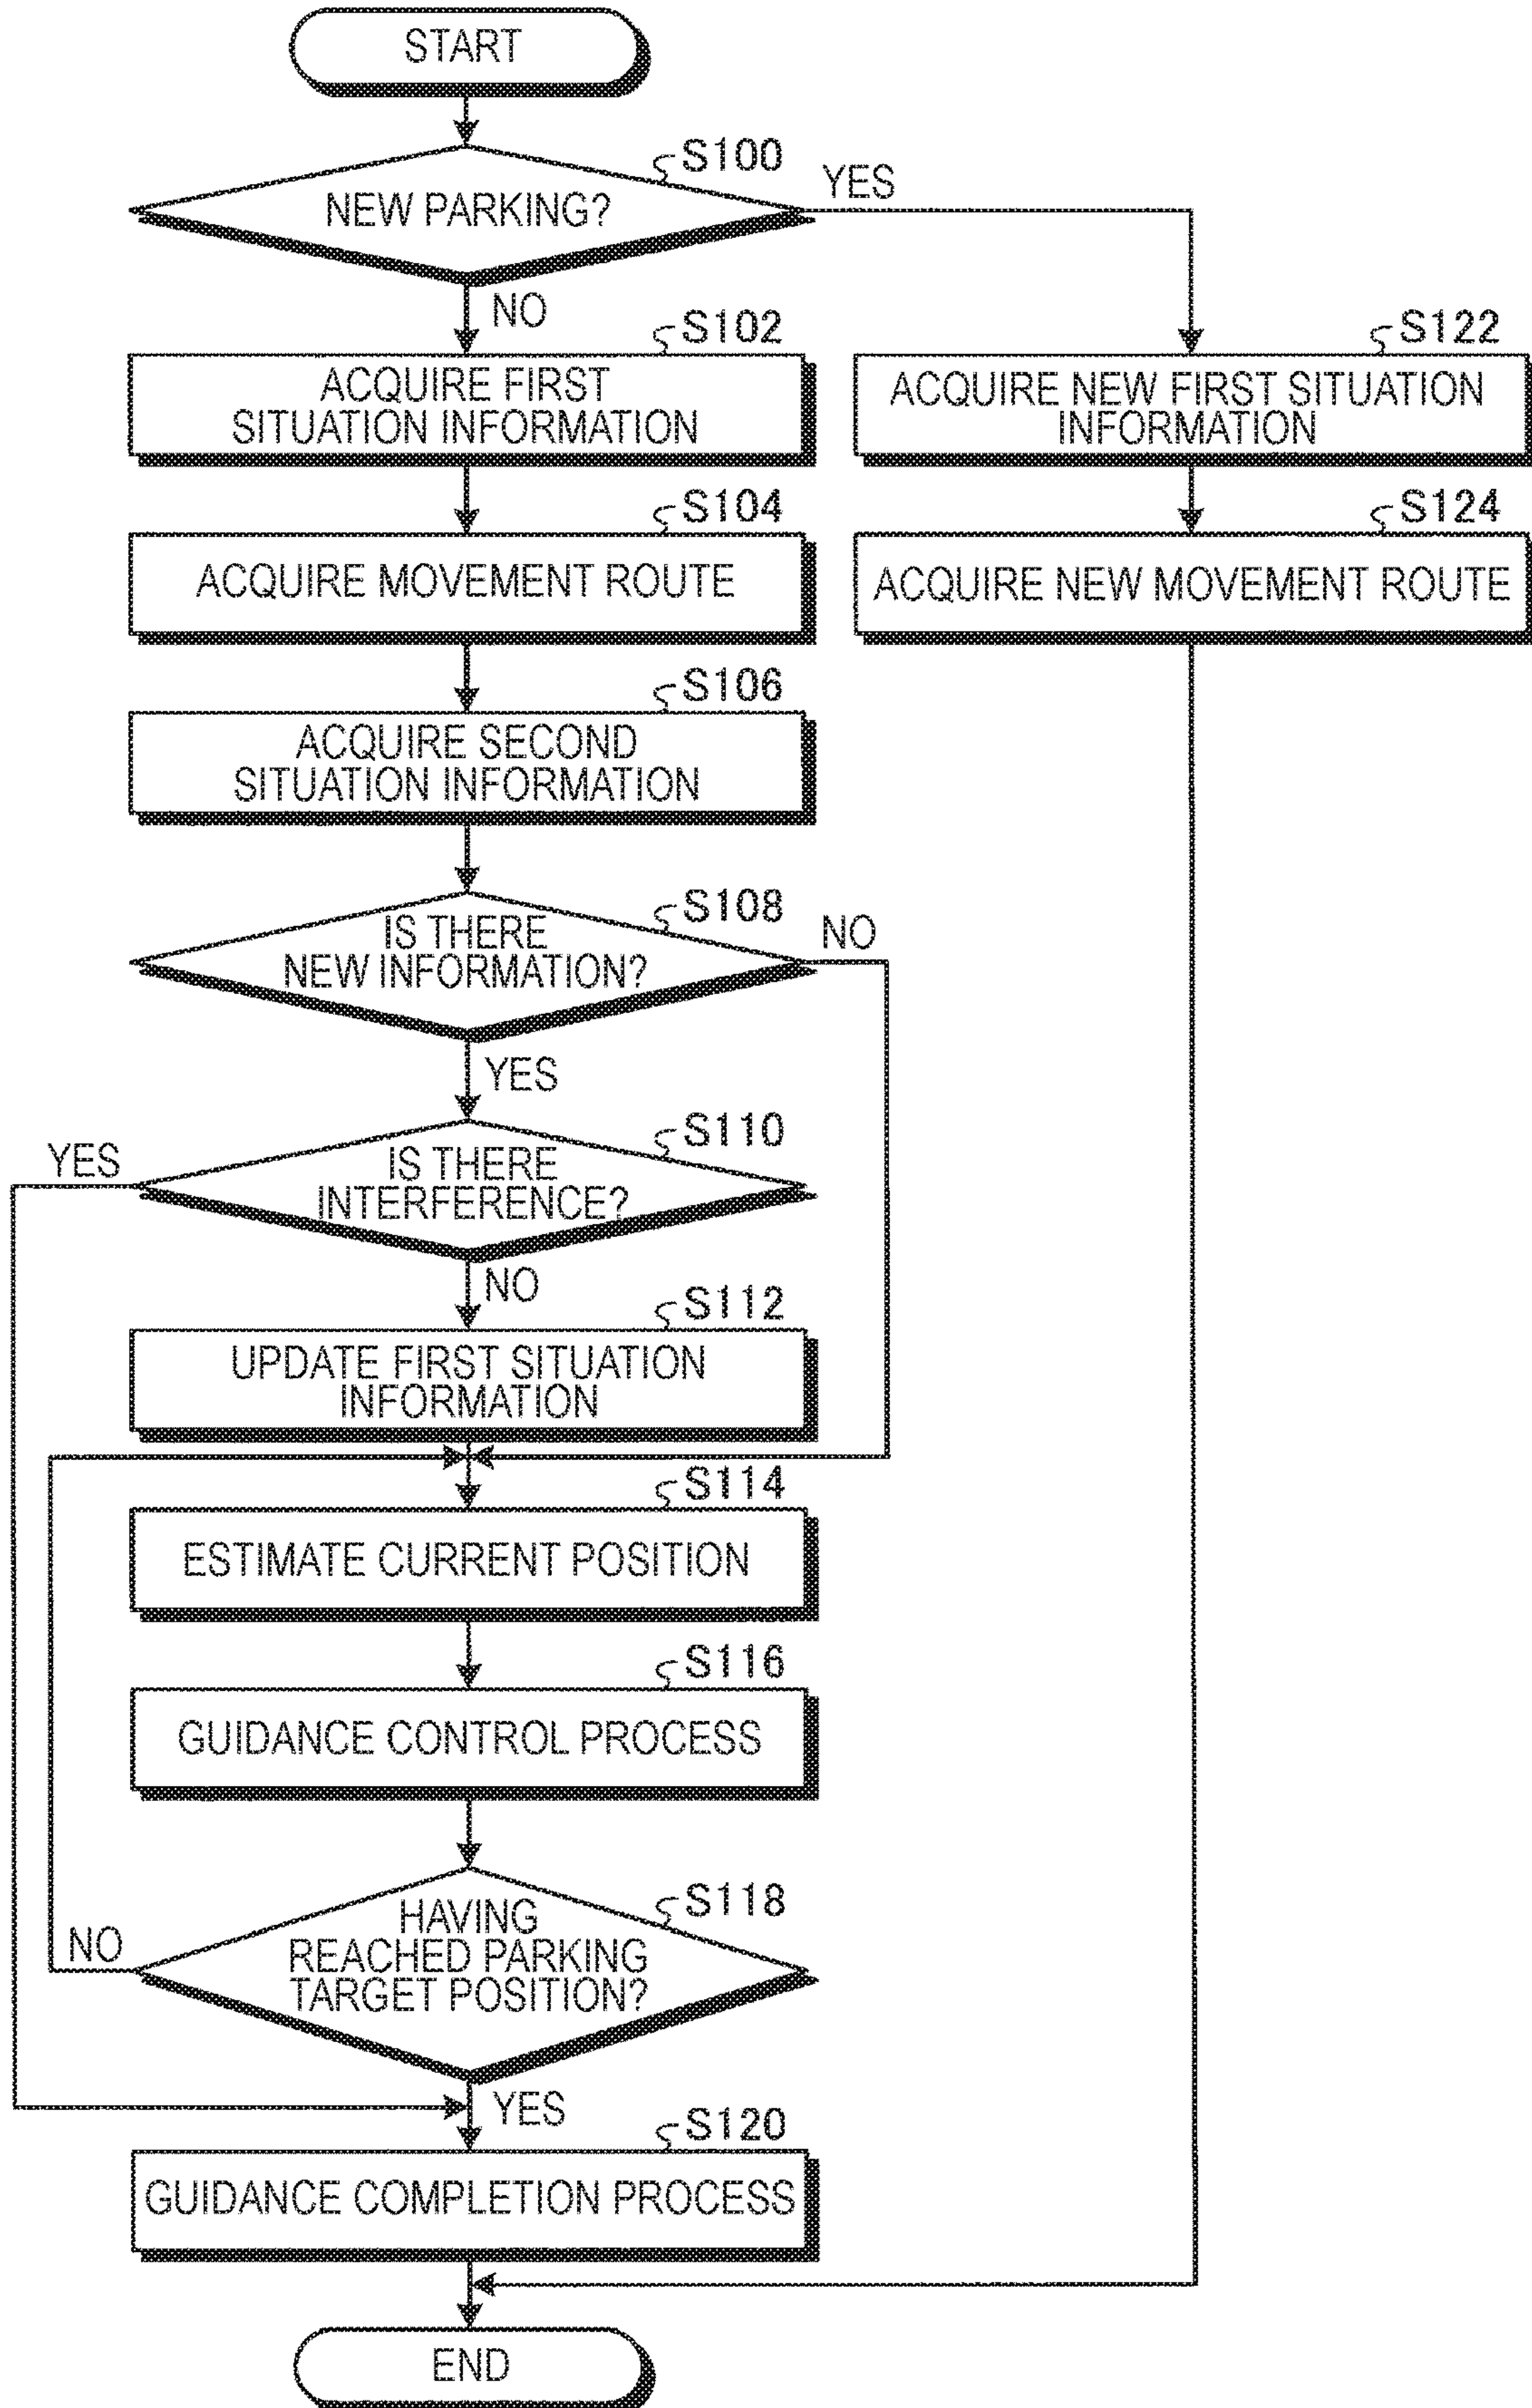 START
S100
YES
NEW PARKING?
NO
S102
S122
ACQUIRE FIRST
SITUATION INFORMATION
ACQUIRE NEW FIRST SITUATION
INFORMATION
S104
S124
ACQUIRE MOVEMENT ROUTE
ACQUIRE NEW MOVEMENT ROUTE
S106
ACQUIRE SECOND
SITUATION INFORMATION
S108
NO
IS THERE
NEW INFORMATION?
YES
S110
YES
IS THERE
INTERFERENCE?
NO
S112
UPDATE FIRST SITUATION
INFORMATION
S114
ESTIMATE CURRENT POSITION
S116
GUIDANCE CONTROL PROCESS
S118
HAVING
REACHED PARKING
TARGET POSITION?
NO
YES
S120
GUIDANCE COMPLETION PROCESS
END